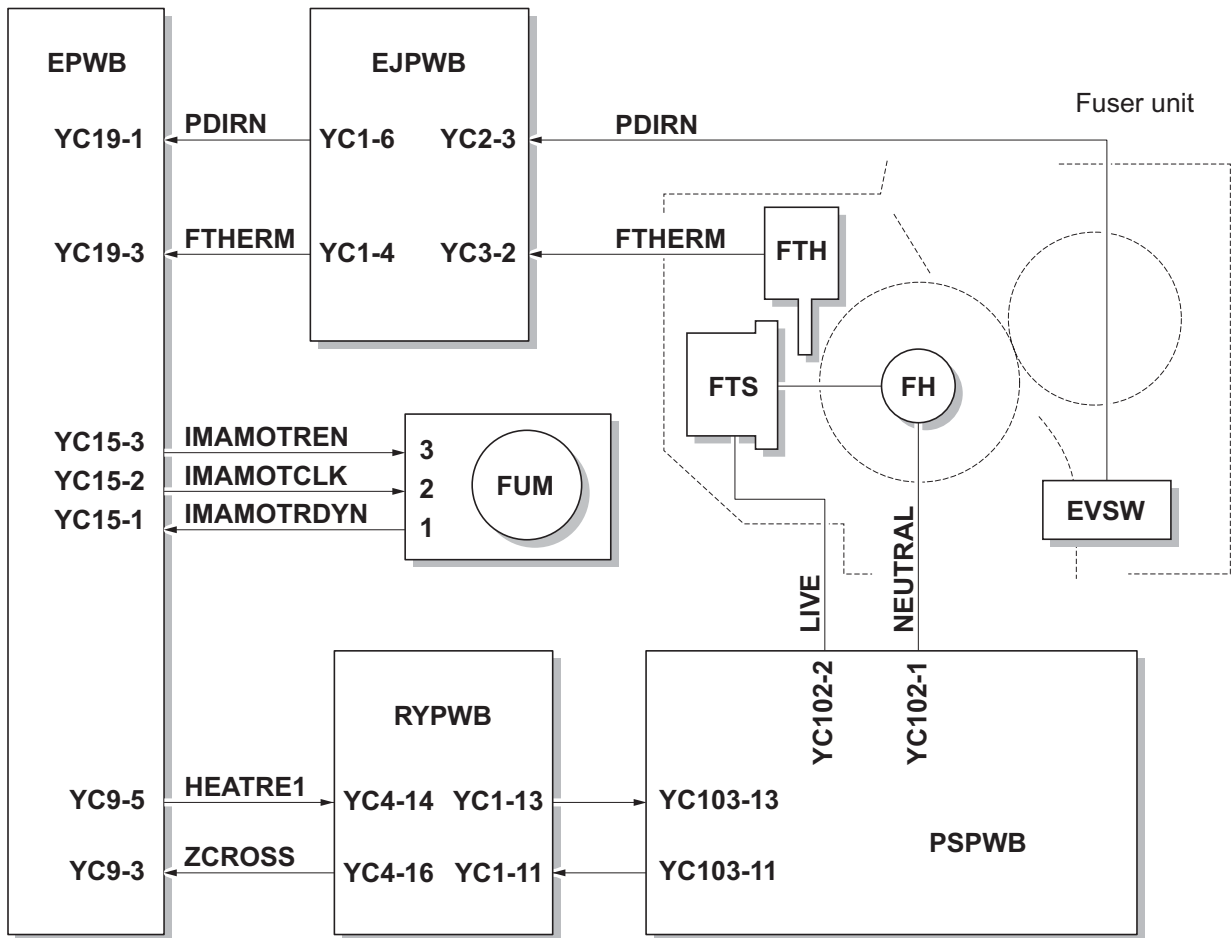 EPWB
EJPWB
Fuser unit
YC19-1
PDIRN
YC1-6
YC2-3
PDIRN
YC19-3
FTHERM
YC1-4
YC3-2
FTHERM
FTH
FTS
FH
YC15-3
IMAMOTREN
3
YC15-2
IMAMOTCLK
2
YC15-1
IMAMOTRDYN
1
FUM
EVSW
LIVE
NEUTRAL
YC102-2
YC102-1
RYPWB
YC9-5
HEATRE1
YC4-14
YC1-13
YC103-13
PSPWB
YC9-3
ZCROSS
YC4-16
YC1-11
YC103-11